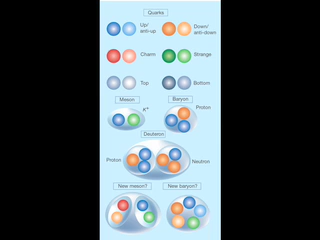 Quarks
Up/
anti-up
Down/
anti-down
Charm
Strange
Top
Bottom
Meson
Baryon
K+
Proton
Deuteron
Proton
Neutron
New meson?
New baryon?